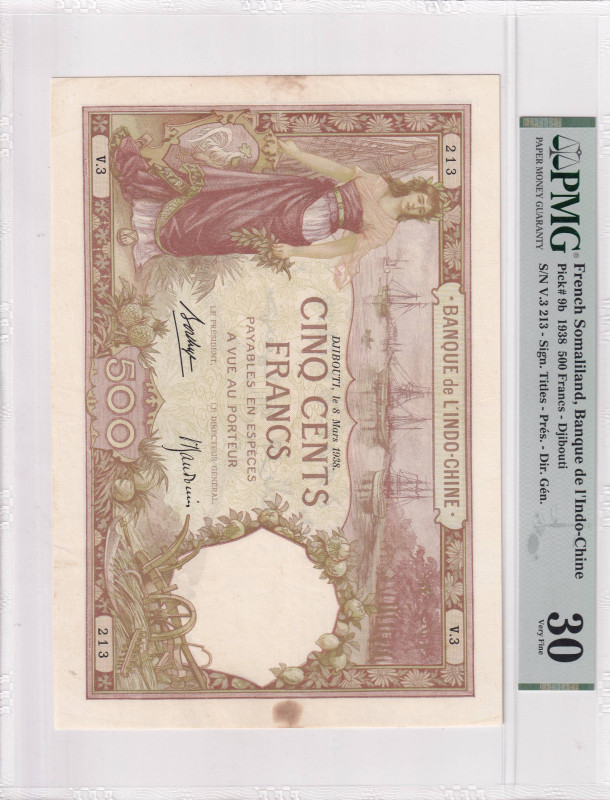 PMG
PAPER MONEY GUARANTY
French Somaliland, Banque de l'Indo-Chine
Pick# 9b 1938 500 Francs - Djibouti
S/N V.3 213 - Sign. Titles - Prés. - Dir. Gén.
30
Very Fine
213
V.3
·BANQUE de L'INDO-CHINE·
DJIBOUTI, le 8 Mars 1938.
CINQ CENTS
FRANCS
PAYABLES EN ESPÈCES
A VUE AU PORTEUR
LE PRÉSIDENT,
LE DIRECTEUR GÉNÉRAL,
V.3
500
213